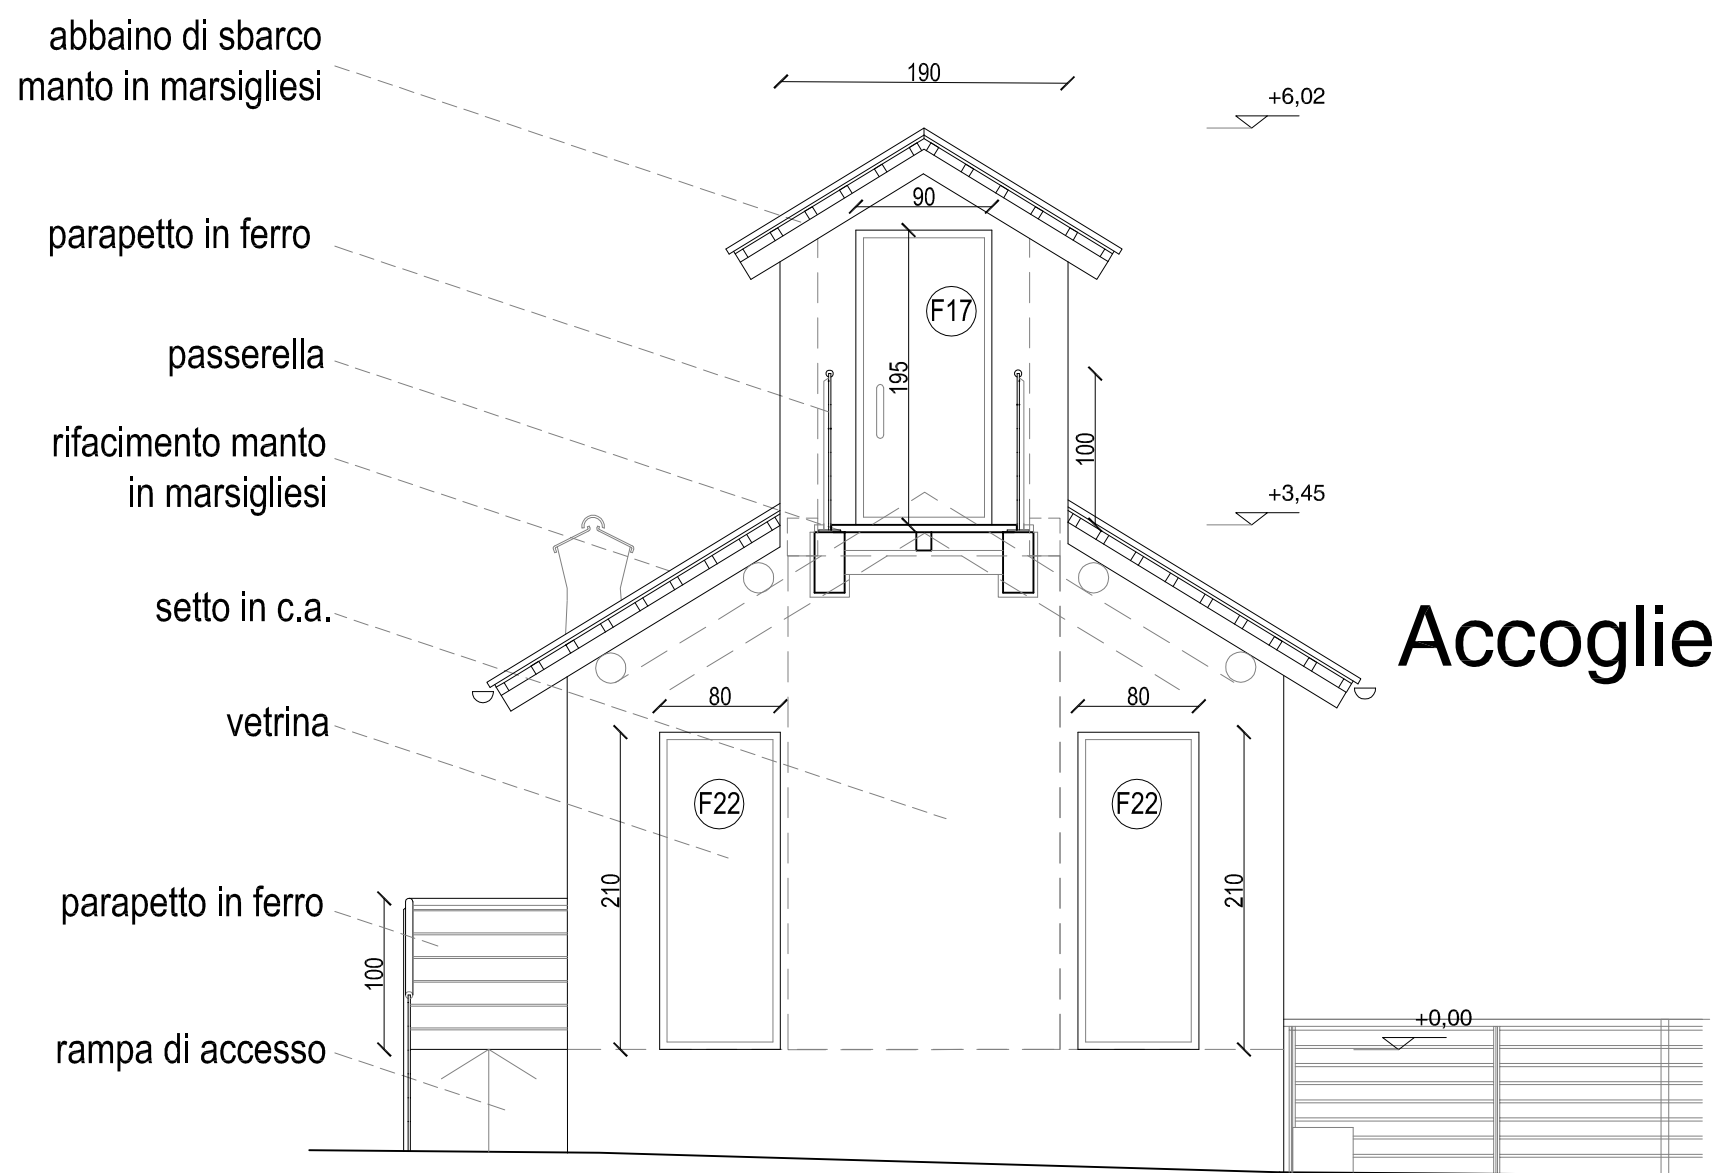 abbaino di sbarco
manto in marsigliesi
190
+6,02
90
parapetto in ferro
F17
passerella
195
rifacimento manto
in marsigliesi
100
+3,45
setto in c.a.
Accoglie
vetrina
80
80
F22
F22
210
210
parapetto in ferro
100
+0,00
rampa di accesso